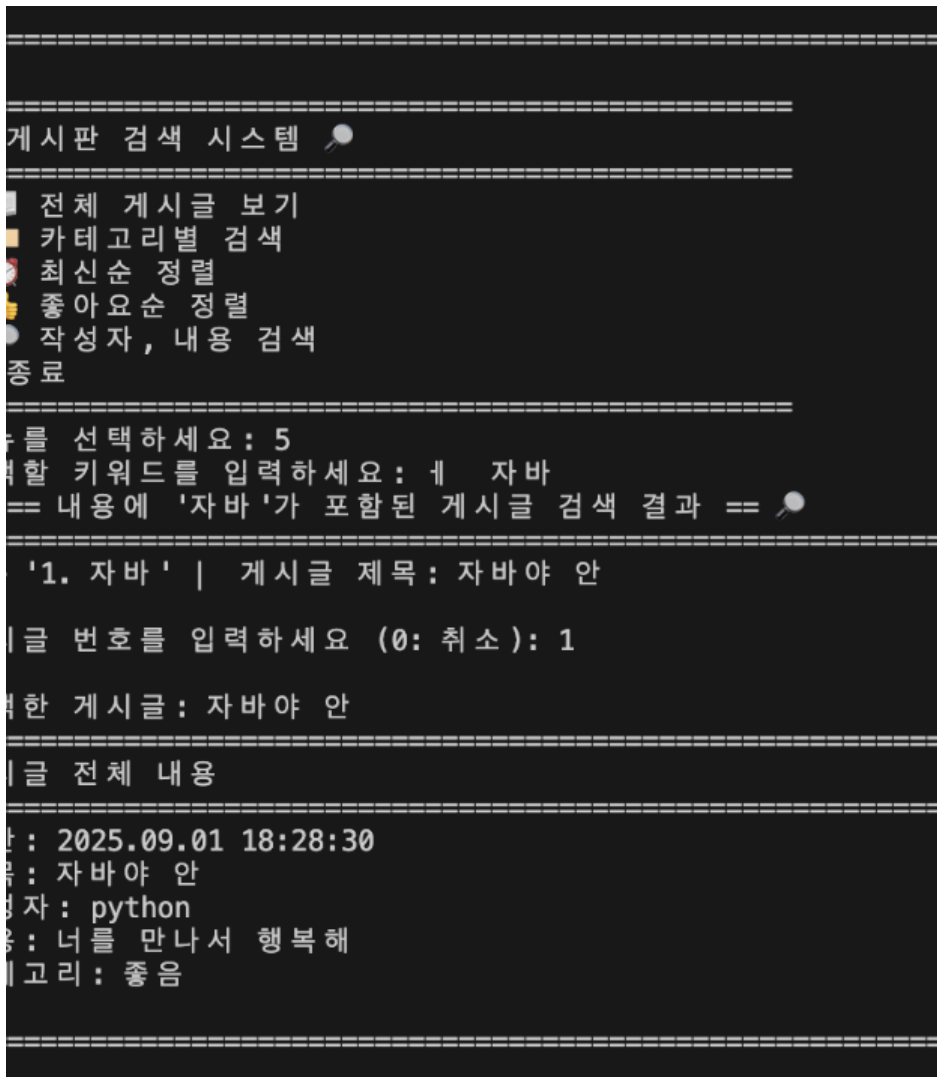 게시판 검색 시스템 🔎
전체 게시글 보기
카테고리별 검색
최신순 정렬
좋아요순 정렬
작성자, 내용 검색
종료
를 선택하세요: 5
할 키워드를 입력하세요: ㅔ 자바
== 내용에 '자바'가 포함된 게시글 검색 결과 == 🔎
'1. 자바' | 게시글 제목: 자바야 안
글 번호를 입력하세요 (0: 취소): 1
한 게시글: 자바야 안
글 전체 내용
: 2025.09.01 18:28:30
: 자바야 안
자: python
: 너를 만나서 행복해
고리: 좋음